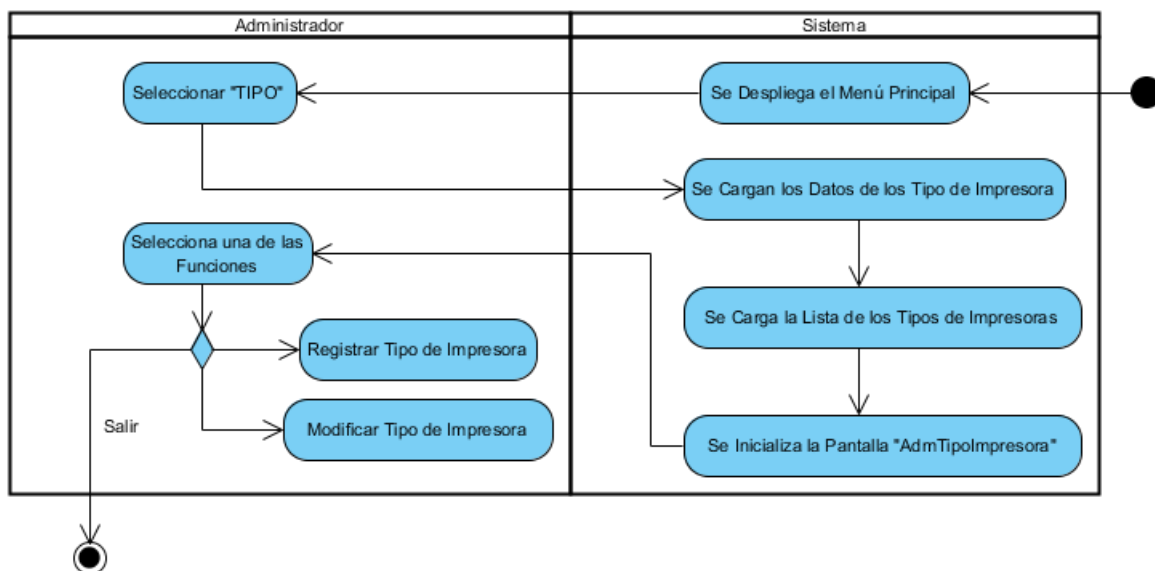 Administrador
Sistema
Seleccionar "TIPO"
Se Despliega el Menú Principal
Se Cargan los Datos de los Tipo de Impresora
Selecciona una de las
Funciones
Se Carga la Lista de los Tipos de Impresoras
Registrar Tipo de Impresora
Salir
Modificar Tipo de Impresora
Se Inicializa la Pantalla "AdmTipoImpresora"